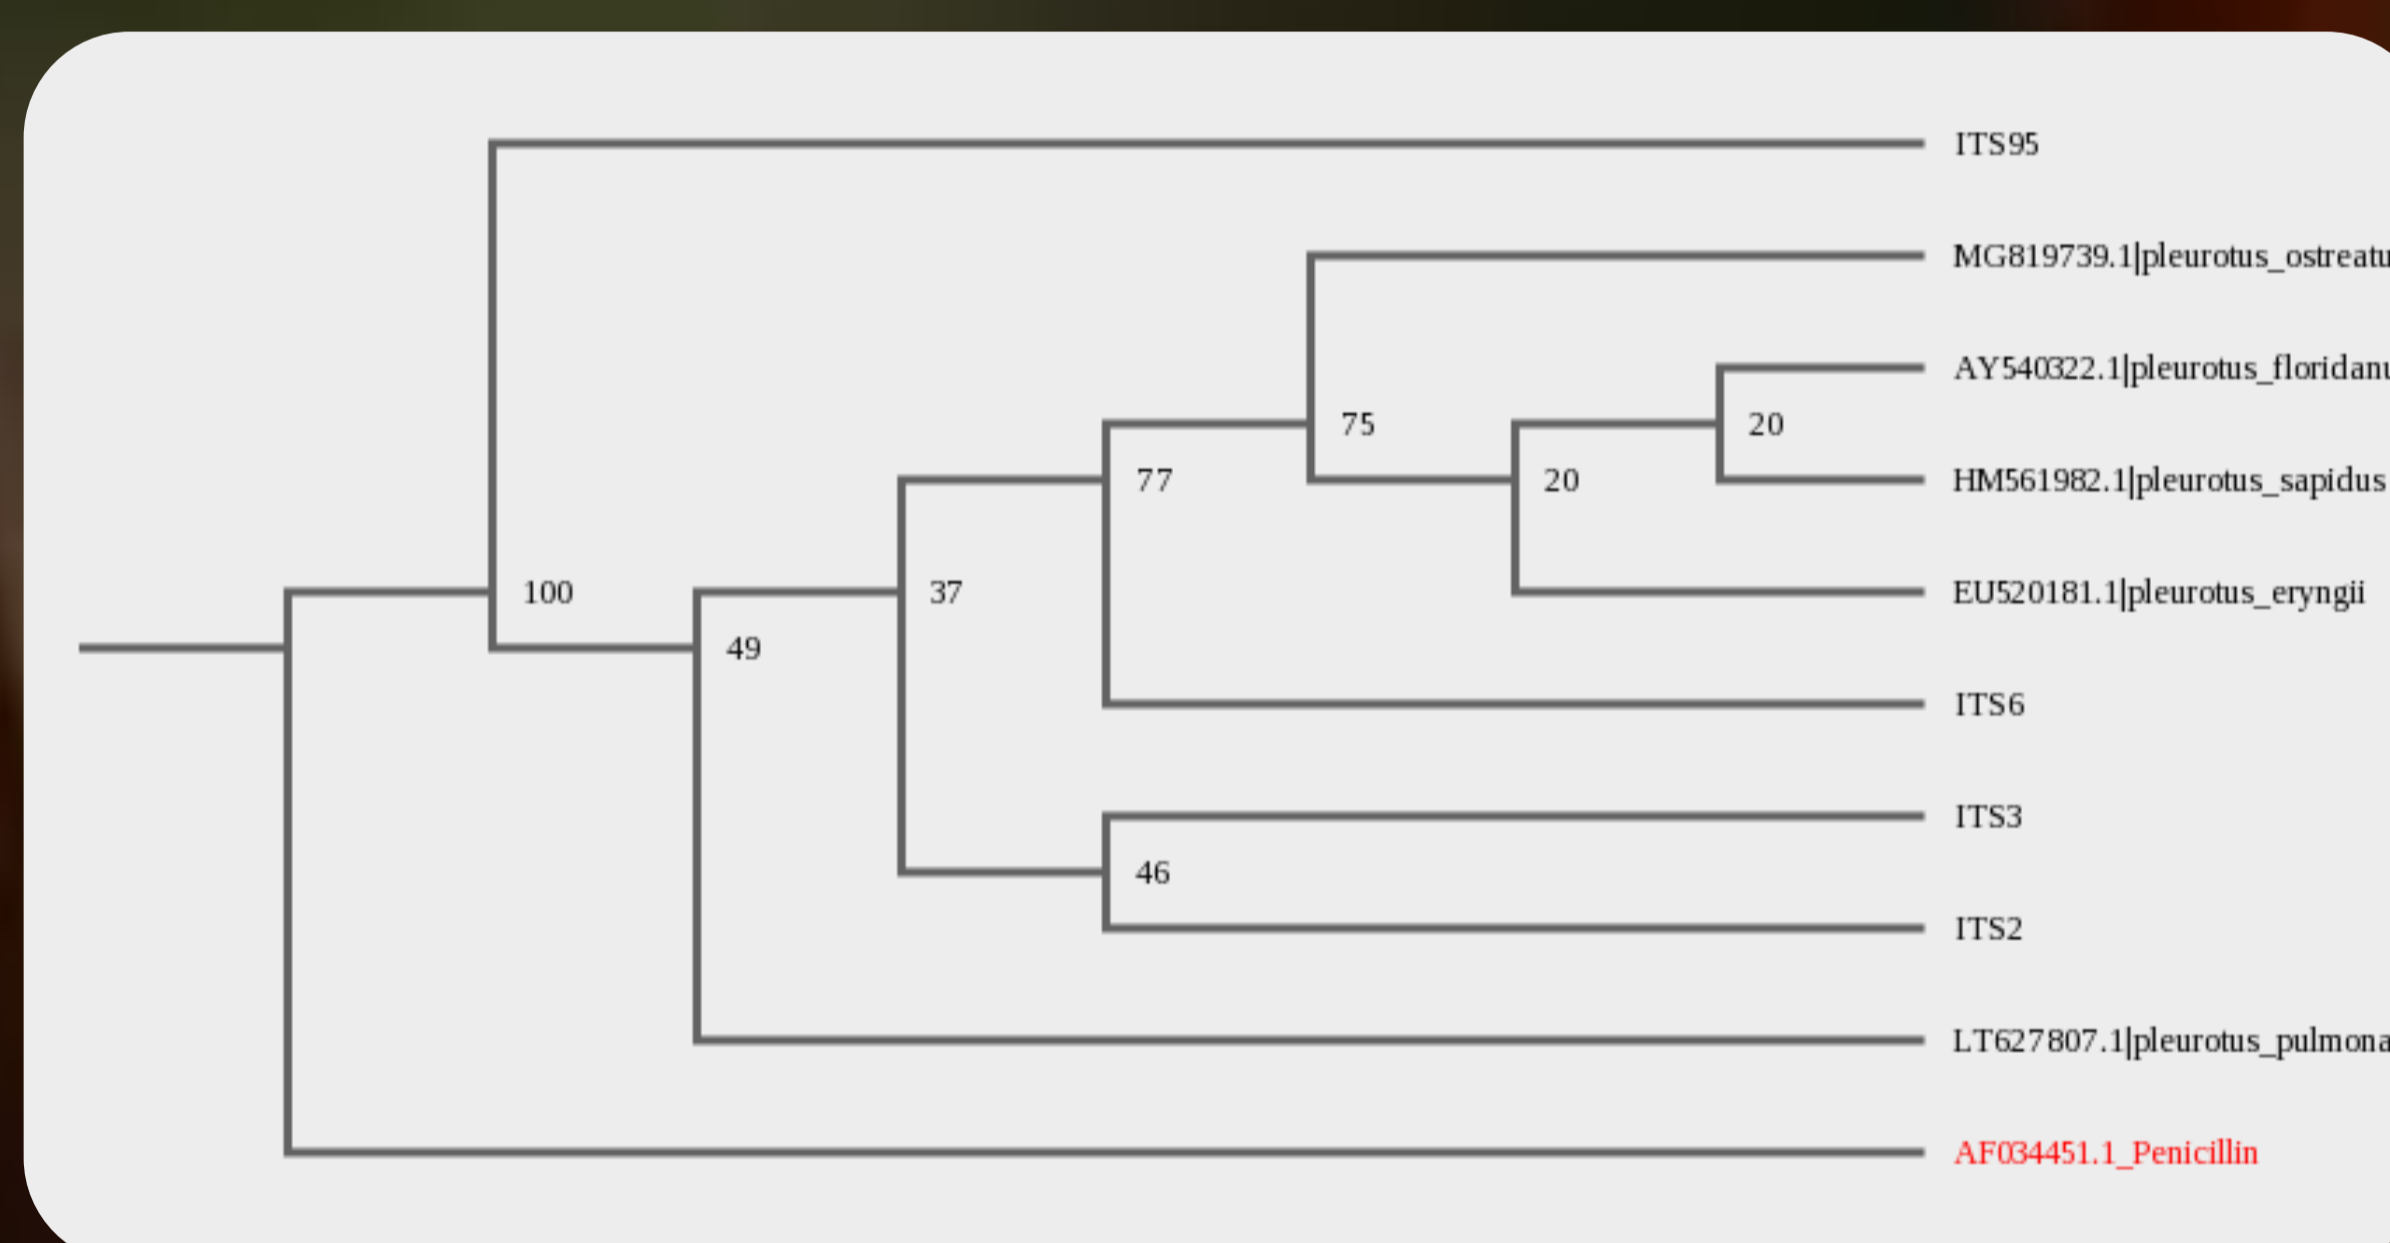 ITS95
MG819739.1|pleurotus_ostreatu
AY540322.1|pleurotus_floridanu
75
20
HM561982.1|pleurotus_sapidus
77
20
100
37
EU520181.1|pleurotus_eryngii
49
ITS6
ITS3
46
ITS2
LT627807.1|pleurotus_pulmona
AF034451.1_Penicillin